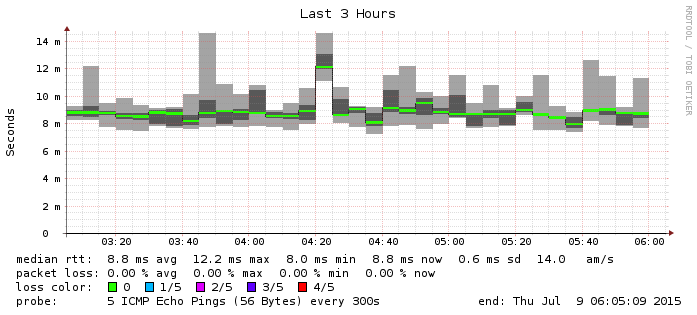 Last 3 Hours
RRDTOOL / TOBI OETIKER
Seconds
14 m
12 m
10 m
8 m
6 m
4 m
2 m
0
03:20 03:40 04:00 04:20 04:40 05:00 05:20 05:40 06:00
median rtt: 8.8 ms avg 12.2 ms max 8.0 ms min 8.8 ms now 0.6 ms sd 14.0 am/s
packet loss: 0.00 % avg 0.00 % max 0.00 % min 0.00 % now
loss color: 0 1/5 2/5 3/5 4/5
probe: 5 ICMP Echo Pings (56 Bytes) every 300s end: Thu Jul 9 06:05:09 2015